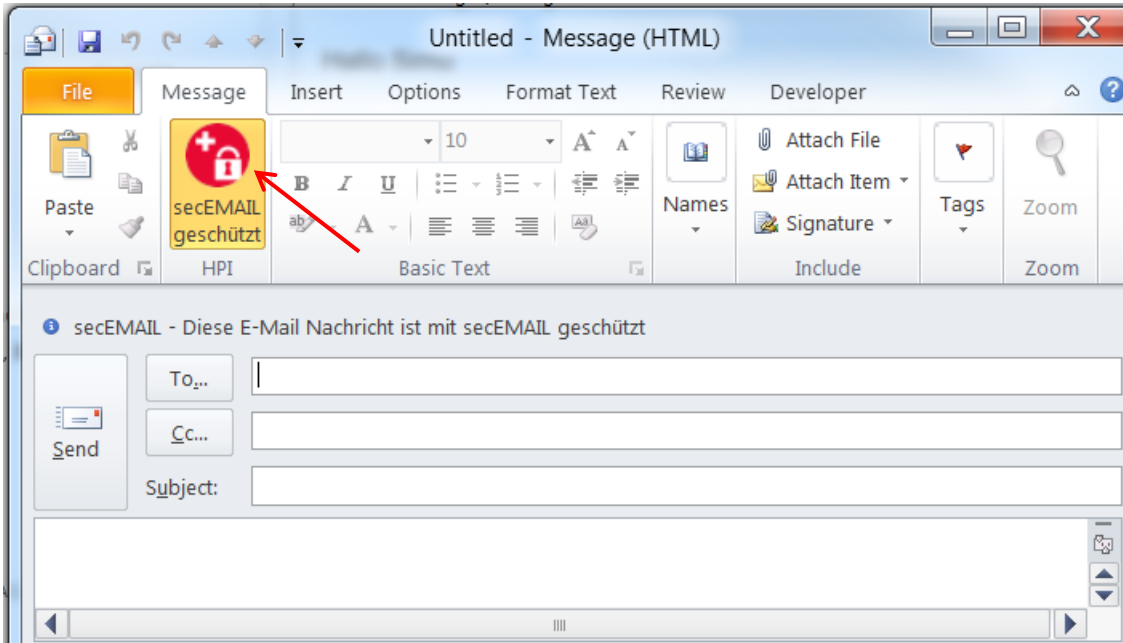 Untitled - Message (HTML)
File Message Insert Options Format Text Review Developer
Paste
secEMAIL
geschützt
10
B I U
A
Names
Attach File
Attach Item
Signature
Tags
Zoom
Clipboard HPI Basic Text Include Zoom
secEMAIL - Diese E-Mail Nachricht ist mit secEMAIL geschützt
To...
Cc...
Send
Subject: